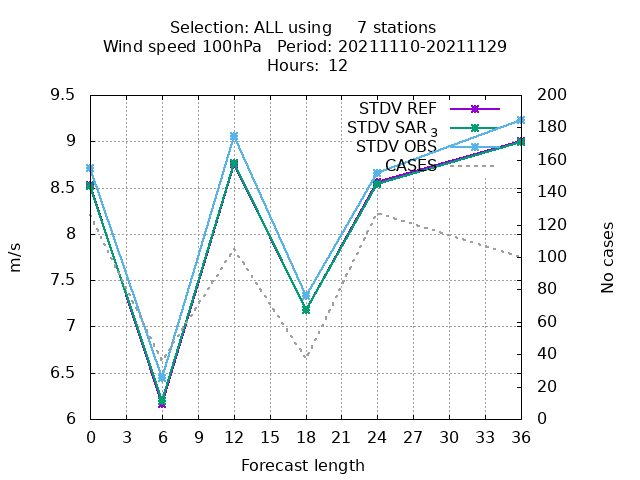 Selection: ALL using 7 stations
Wind speed 100hPa Period: 20211110-20211129
Hours: 12
STDV REF
STDV SAR 3
STDV OBS
CASES
9.5
9
8.5
8
7.5
7
6.5
6
200
180
160
140
120
100
80
60
40
20
0
m/s
No cases
0 3 6 9 12 15 18 21 24 27 30 33 36
Forecast length